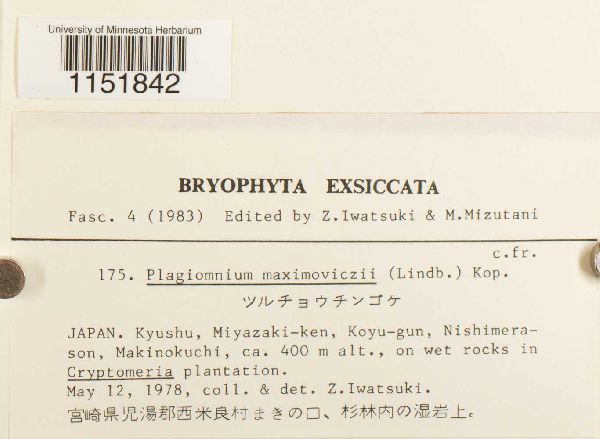 University of Minnesota Herbarium
1151842
BRYOPHYTA EXSICCATA
Fasc. 4 (1983) Edited by Z.Iwatsuki & M.Mizutani
c.fr.
175. Plagiomnium maximoviczii (Lindb.) Kop.
ツルチョウチンゴケ
JAPAN. Kyushu, Miyazaki-ken, Koyu-gun, Nishimera-
son, Makinokuchi, ca. 400 m alt., on wet rocks in
Cryptomeria plantation.
May 12, 1978, coll. & det. Z.Iwatsuki.
宮崎県児湯郡西米良村まきの口、杉林内の湿岩上。